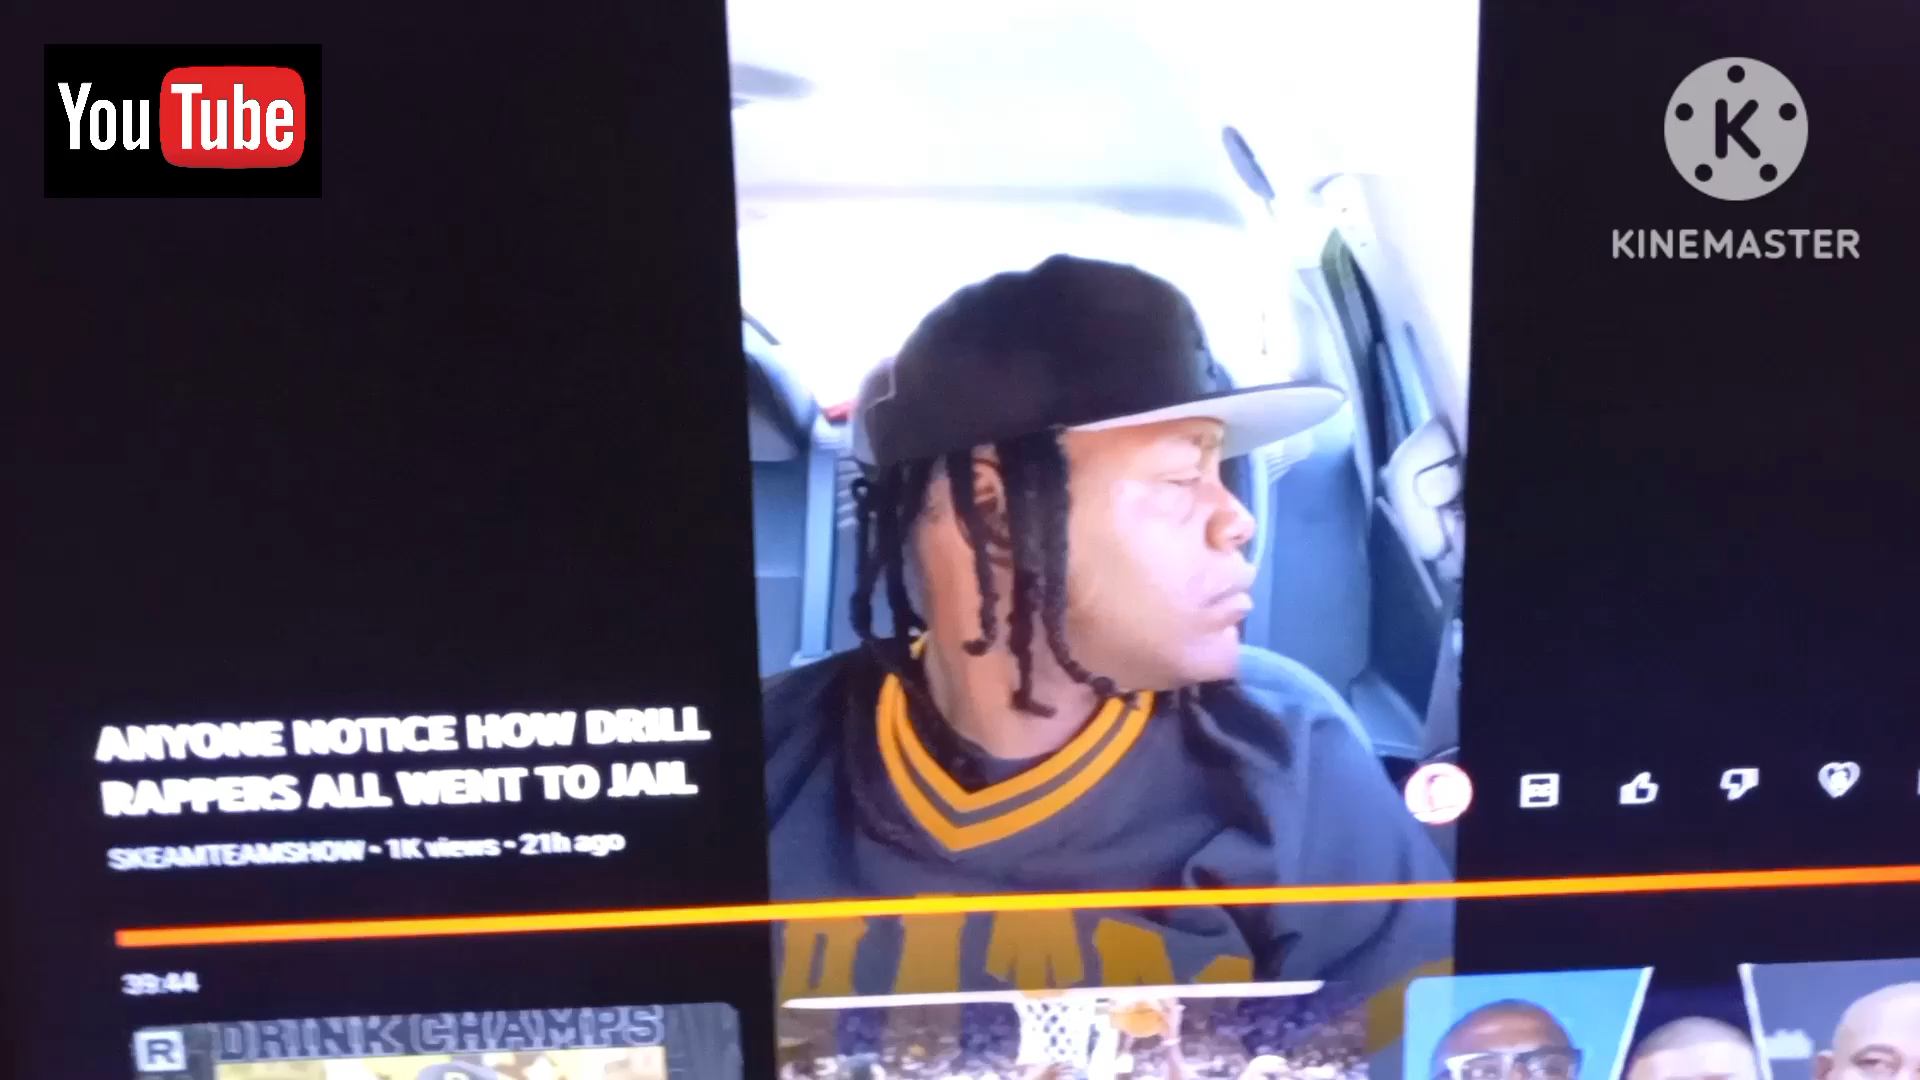 YouTube
K
KINEMASTER
ANYONE NOTICE HOW DRILL
RAPPERS ALL WENT TO JAIL
SKEAMTEAMSHOW • 1K views • 21h ago
39:44
R DRINK CHAMPS